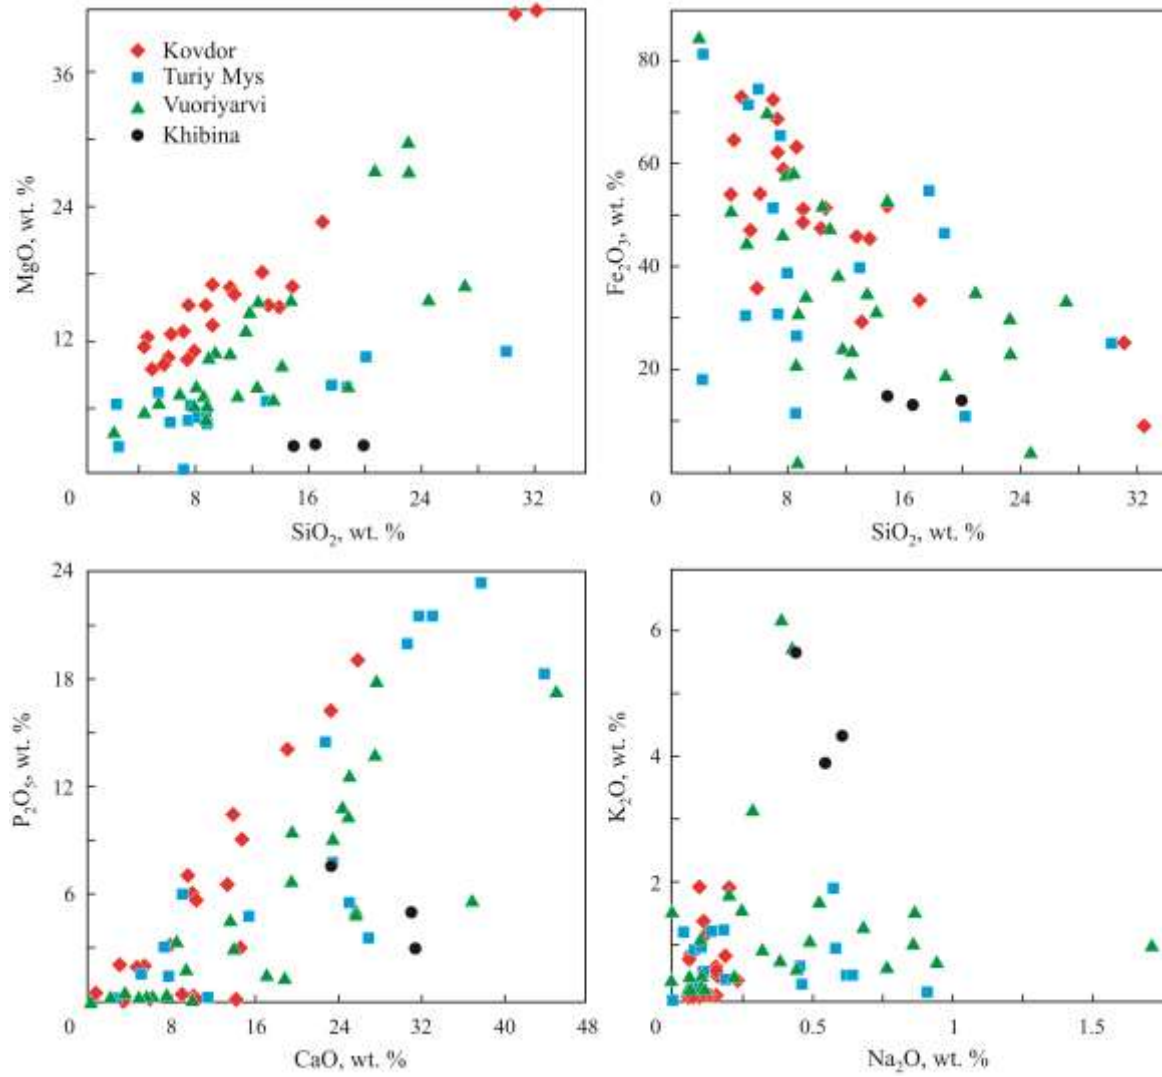 36
24
12
0
8
16
24
32
MgO, wt. %
SiO₂, wt. %
Kovdor
Turiy Mys
Vuoriyarvi
Khibina
80
60
40
20
0
8
16
24
32
Fe₂O₃, wt. %
SiO₂, wt. %
24
18
12
6
0
8
16
24
32
40
48
P₂O₅, wt. %
CaO, wt. %
6
4
2
0
0.5
1
1.5
K₂O, wt. %
Na₂O, wt. %